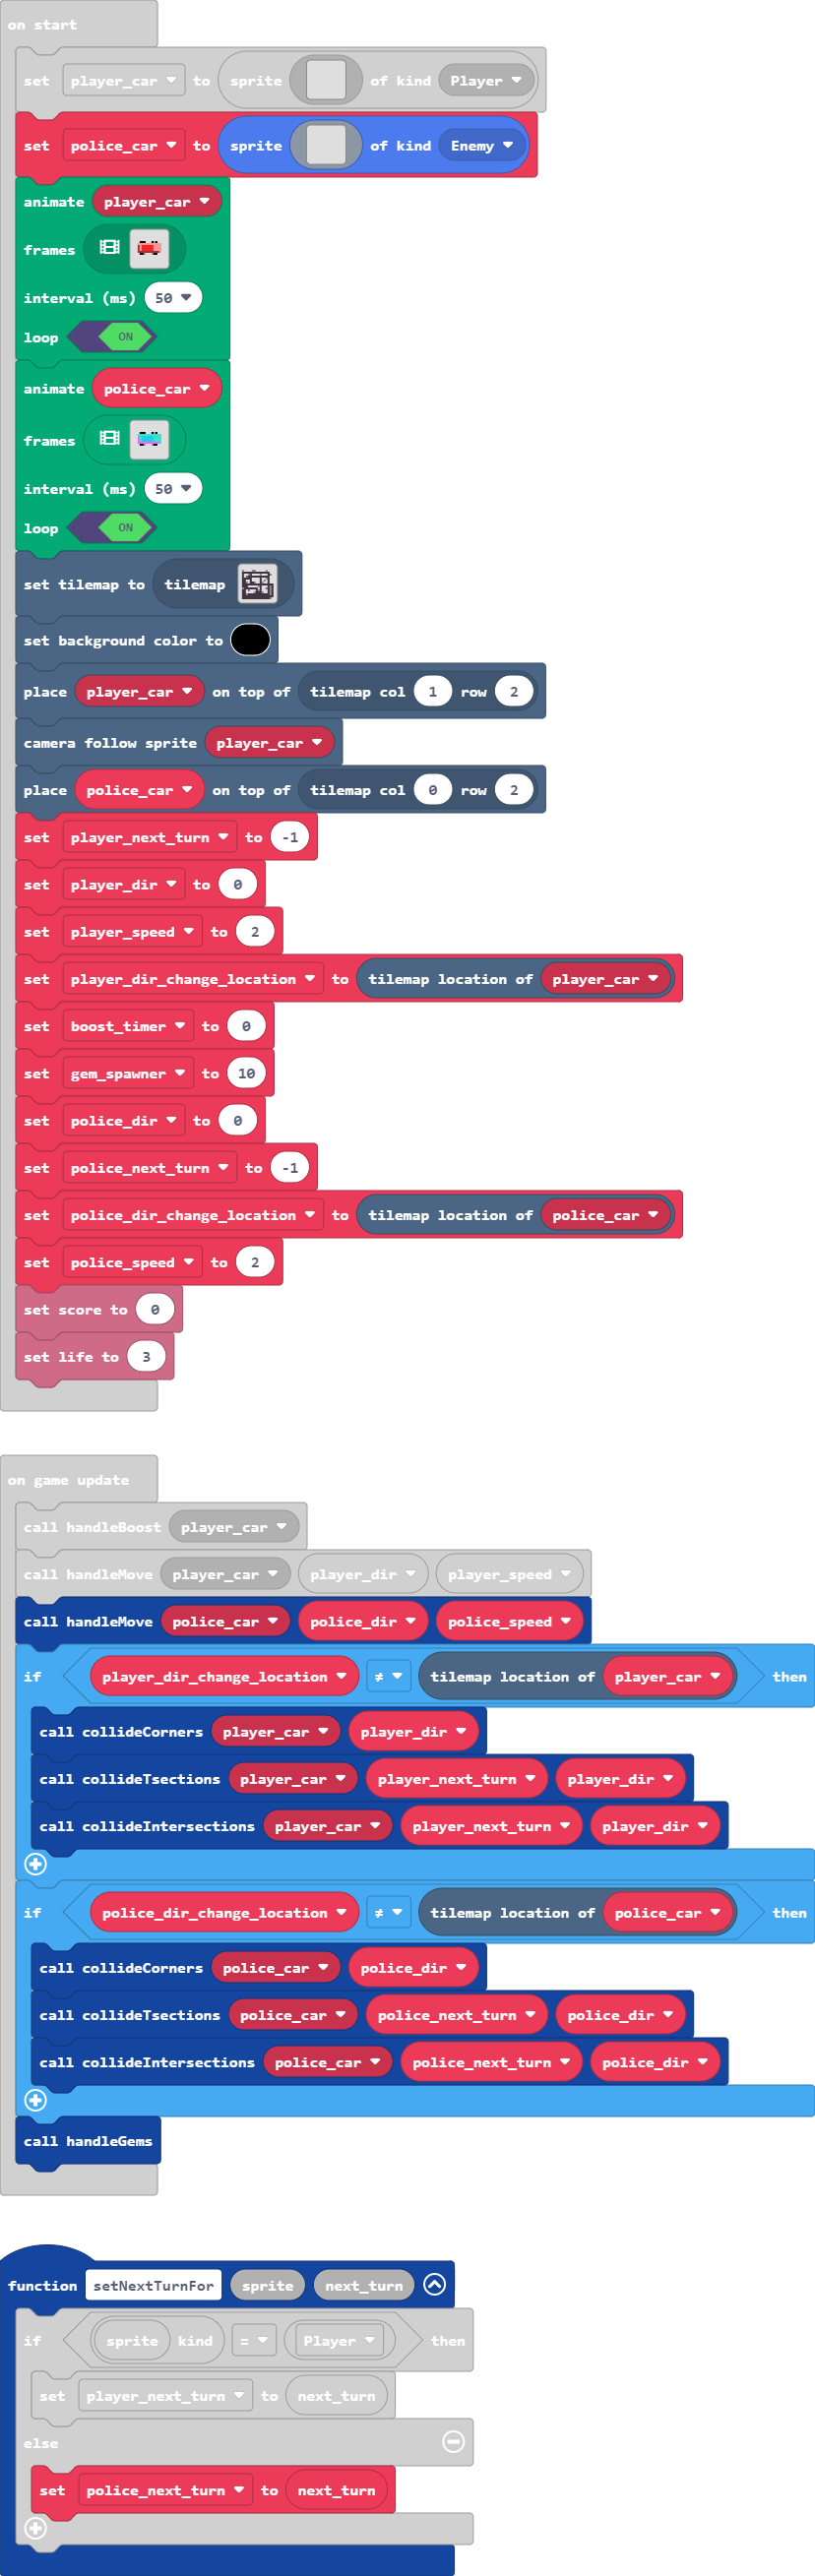 on start
set player_car to sprite of kind Player
set police_car to sprite of kind Enemy
animate player_car
frames
interval (ms) 50
loop ON
animate police_car
frames
interval (ms) 50
loop ON
set tilemap to tilemap
set background color to
place player_car on top of tilemap col 1 row 2
camera follow sprite player_car
place police_car on top of tilemap col 0 row 2
set player_next_turn to -1
set player_dir to 0
set player_speed to 2
set player_dir_change_location to tilemap location of player_car
set boost_timer to 0
set gem_spawner to 10
set police_dir to 0
set police_next_turn to -1
set police_dir_change_location to tilemap location of police_car
set police_speed to 2
set score to 0
set life to 3
on game update
call handleBoost player_car
call handleMove player_car player_dir player_speed
call handleMove police_car police_dir police_speed
if player_dir_change_location ≠ tilemap location of player_car then
call collideCorners player_car player_dir
call collideTsections player_car player_next_turn player_dir
call collideIntersections player_car player_next_turn player_dir
if police_dir_change_location ≠ tilemap location of police_car then
call collideCorners police_car police_dir
call collideTsections police_car police_next_turn police_dir
call collideIntersections police_car police_next_turn police_dir
call handleGems
function setNextTurnFor sprite next_turn
if sprite kind = Player then
set player_next_turn to next_turn
else
set police_next_turn to next_turn